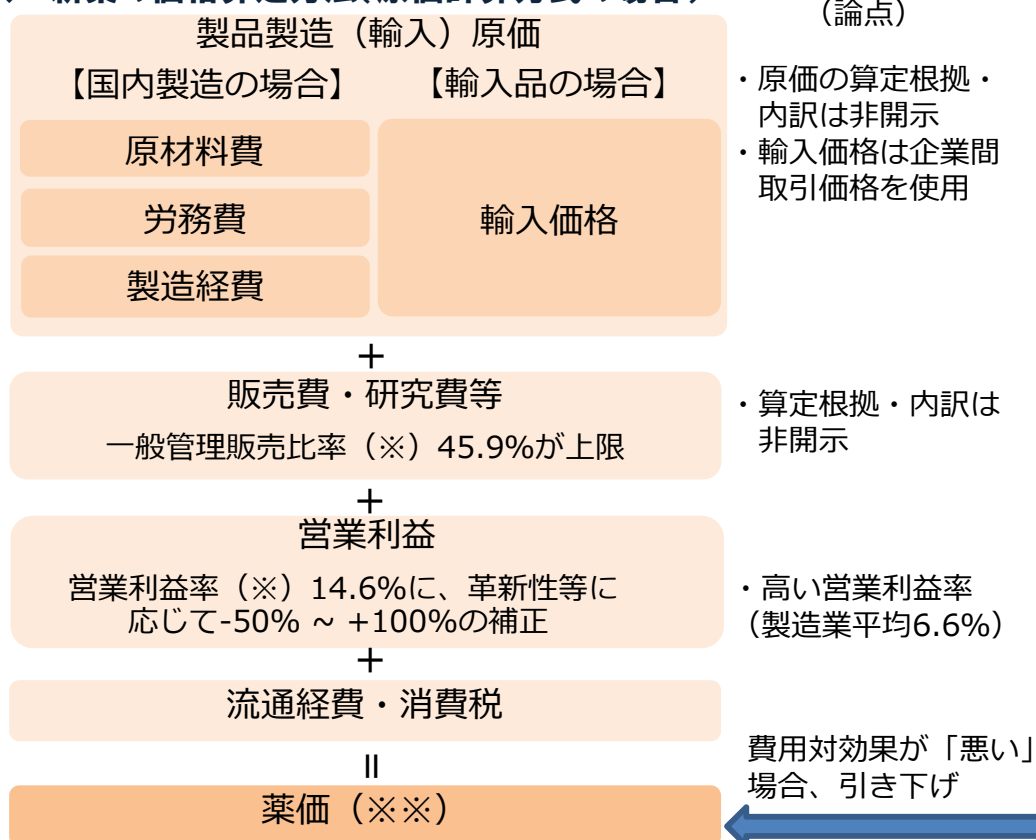 （論点）
製品製造（輸入）原価
【国内製造の場合】
【輸入品の場合】
原材料費
労務費
製造経費
輸入価格
・原価の算定根拠・
内訳は非開示
・輸入価格は企業間
取引価格を使用
＋
販売費・研究費等
一般管理販売比率（※）45.9%が上限
・算定根拠・内訳は
非開示
＋
営業利益
営業利益率（※）14.6%に、革新性等に
応じて-50% ~ +100%の補正
・高い営業利益率
（製造業平均6.6%）
＋
流通経費・消費税
＝
薬価（※※）
費用対効果が「悪い」
場合、引き下げ